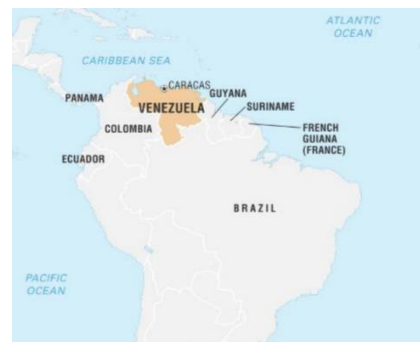 ATLANTIC
OCEAN
CARIBBEAN SEA
CARACAS
GUYANA
PANAMA
VENEZUELA
SURINAME
COLOMBIA
FRENCH
GUIANA
(FRANCE)
ECUADOR
BRAZIL
PACIFIC
OCEAN